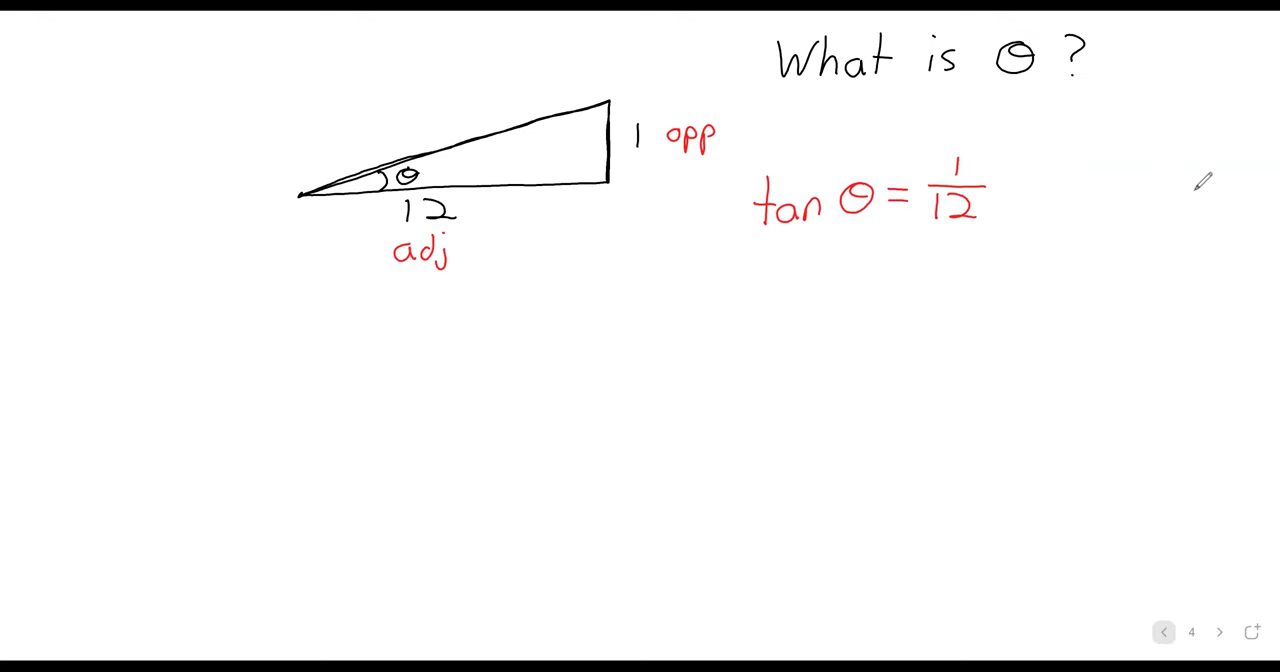 What is θ ?
1 opp
θ
tan θ = 1/12
12
adj
4